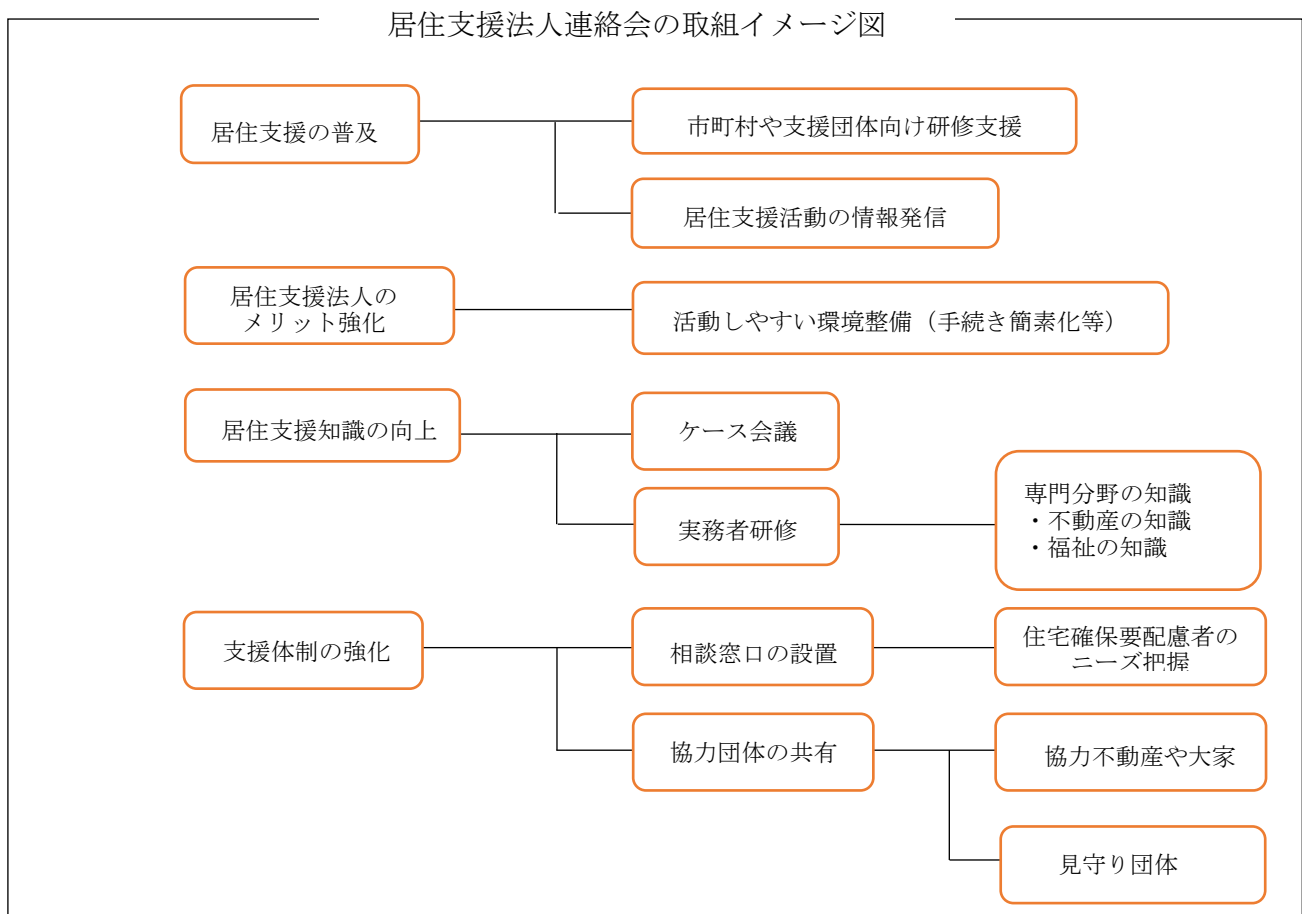 居住支援法人連絡会の取組イメージ図
居住支援の普及
市町村や支援団体向け研修支援
居住支援活動の情報発信
居住支援法人の
メリット強化
活動しやすい環境整備（手続き簡素化等）
居住支援知識の向上
ケース会議
実務者研修
専門分野の知識
・不動産の知識
・福祉の知識
支援体制の強化
相談窓口の設置
住宅確保要配慮者の
ニーズ把握
協力団体の共有
協力不動産や大家
見守り団体